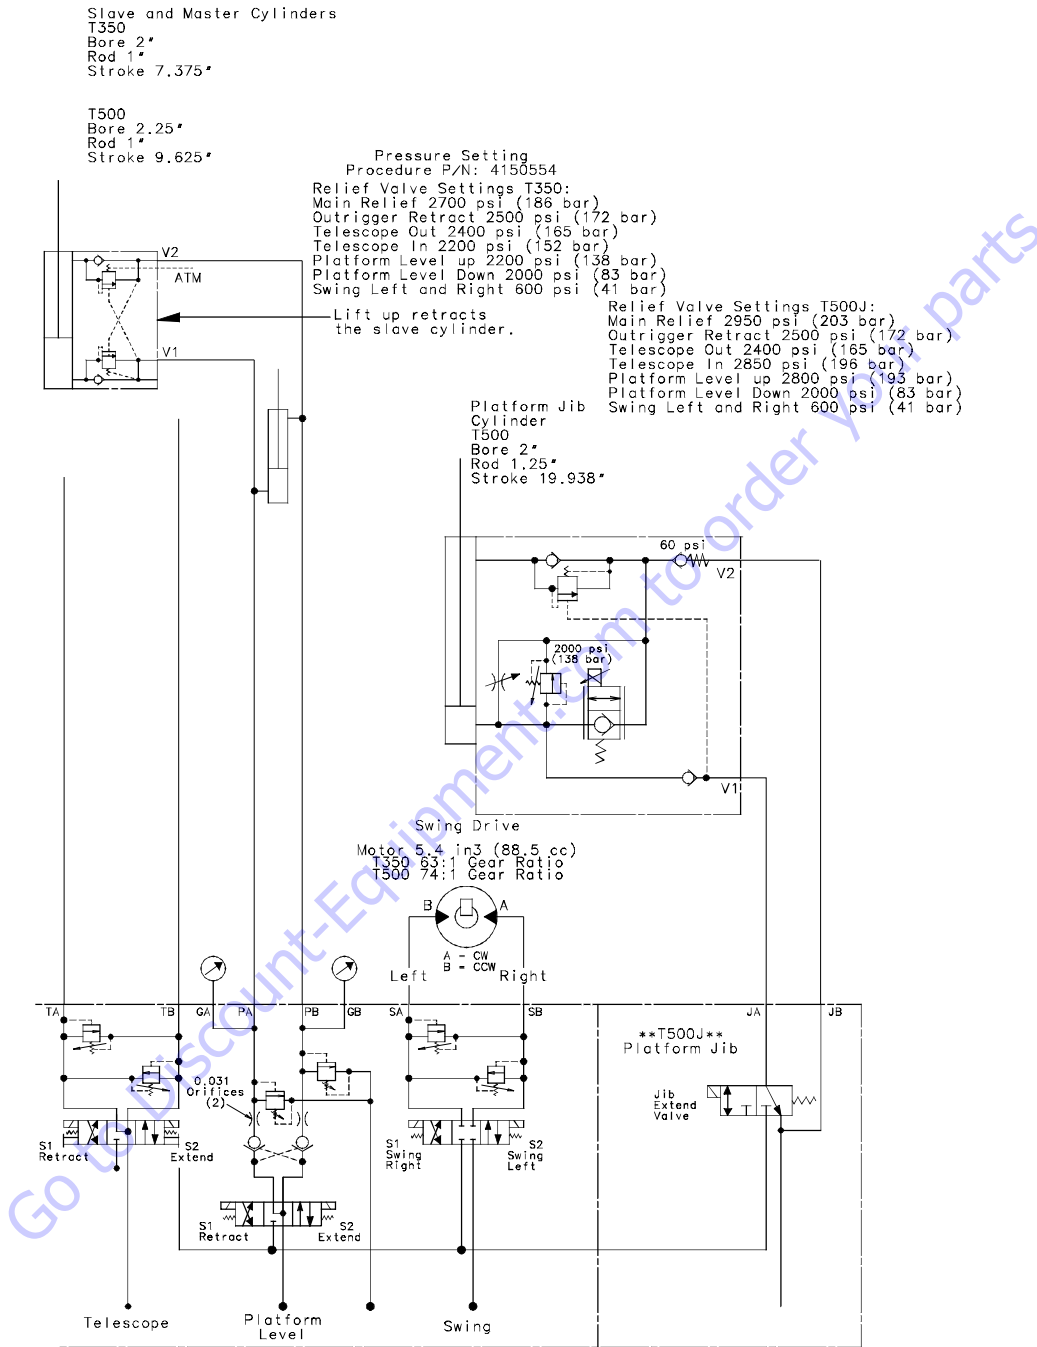 Slave and Master Cylinders
T350
Bore 2"
Rod 1"
Stroke 7.375"
T500
Bore 2.25"
Rod 1"
Stroke 9.625"
Pressure Setting
Procedure P/N: 4150554
Relief Valve Settings T350:
Main Relief 2700 psi (186 bar)
Outrigger Retract 2500 psi (172 bar)
Telescope Out 2400 psi (165 bar)
Telescope In 2200 psi (152 bar)
Platform Level up 2200 psi (138 bar)
Platform Level Down 2000 psi (83 bar)
Swing Left and Right 600 psi (41 bar)
V2
ATM
Lift up retracts
the slave cylinder.
V1
Relief Valve Settings T500J:
Main Relief 2950 psi (203 bar)
Outrigger Retract 2500 psi (172 bar)
Telescope Out 2400 psi (165 bar)
Telescope In 2850 psi (196 bar)
Platform Level up 2800 psi (193 bar)
Platform Level Down 2000 psi (83 bar)
Swing Left and Right 600 psi (41 bar)
Platform Jib
Cylinder
T500
Bore 2"
Rod 1.25"
Stroke 19.938"
60 psi
V2
2000 psi
(138 bar)
V1
Swing Drive
Motor 5.4 in3 (88.5 cc)
T350 63:1 Gear Ratio
T500 74:1 Gear Ratio
B A
A - CW
B - CCW
Left Right
TA TB GA PA PB GB SA SB JA JB
**T500J**
Platform Jib
0.031
Orifices
(2)
Jib
Extend
Valve
S1
Retract
S2
Extend
S1
Swing
Right
S2
Swing
Left
S1
Retract
S2
Extend
Telescope
Platform
Level
Swing
Go to Discount-Equipment.com to order your parts